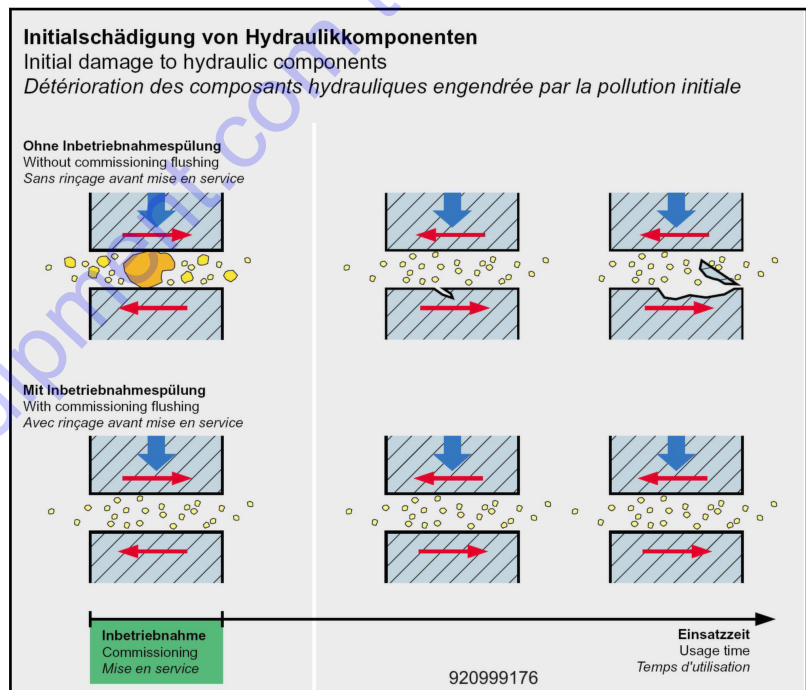 Initialschädigung von Hydraulikkomponenten
Initial damage to hydraulic components
Détérioration des composants hydrauliques engendrée par la pollution initiale
Ohne Inbetriebnahmespülung
Without commissioning flushing
Sans rinçage avant mise en service
Mit Inbetriebnahmespülung
With commissioning flushing
Avec rinçage avant mise en service
Inbetriebnahme
Commissioning
Mise en service
Einsatzzeit
Usage time
Temps d'utilisation
920999176